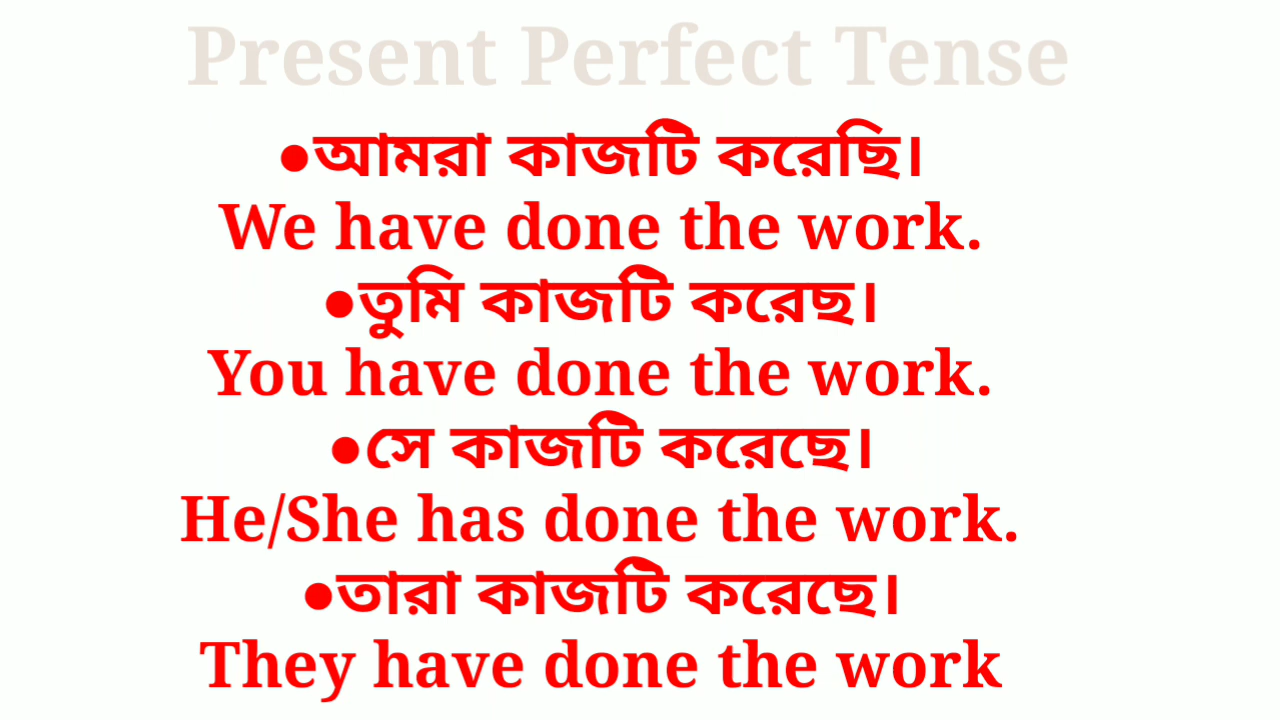 Present Perfect Tense
●আমরা কাজটি করেছি।
We have done the work.
●তুমি কাজটি করেছ।
You have done the work.
●সে কাজটি করেছে।
He/She has done the work.
●তারা কাজটি করেছে।
They have done the work